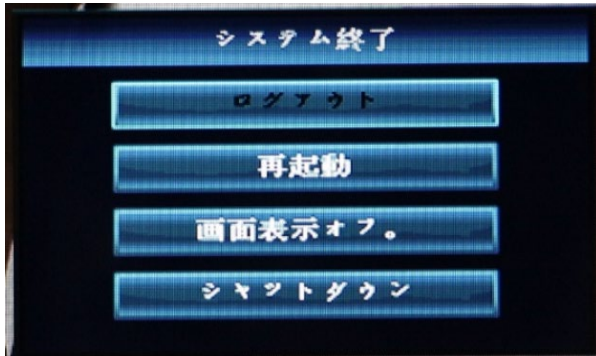 システム終了
ログアウト
再起動
画面表示オフ。
シャットダウン